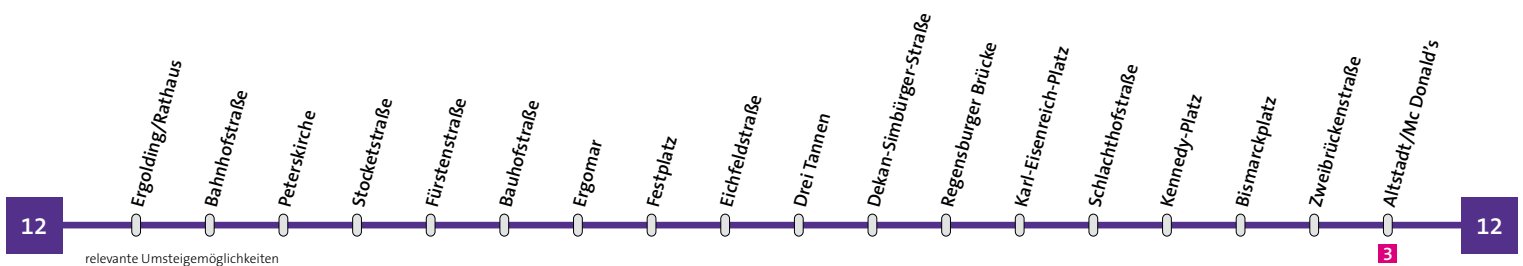 12
Ergolding/Rathaus
Bahnhofstraße
Peterskirche
Stocketstraße
Fürstenstraße
Bauhofstraße
Ergomar
Festplatz
Eichfeldstraße
Drei Tannen
Dekan-Simbürger-Straße
Regensburger Brücke
Karl-Eisenreich-Platz
Schlachthofstraße
Kennedy-Platz
Bismarckplatz
Zweibrückenstraße
Altstadt/Mc Donald's
12
relevante Umsteigemöglichkeiten
3